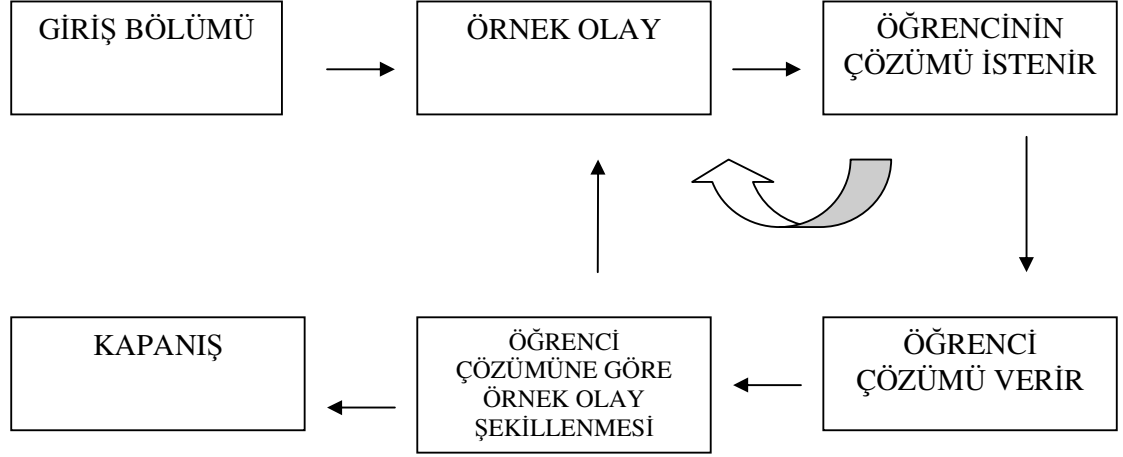 GİRİŞ BÖLÜMÜ
ÖRNEK OLAY
ÖĞRENCİNİN
ÇÖZÜMÜ İSTENİR
KAPANIŞ
ÖĞRENCİ
ÇÖZÜMÜNE GÖRE
ÖRNEK OLAY
ŞEKİLLENMESİ
ÖĞRENCİ
ÇÖZÜMÜ VERİR